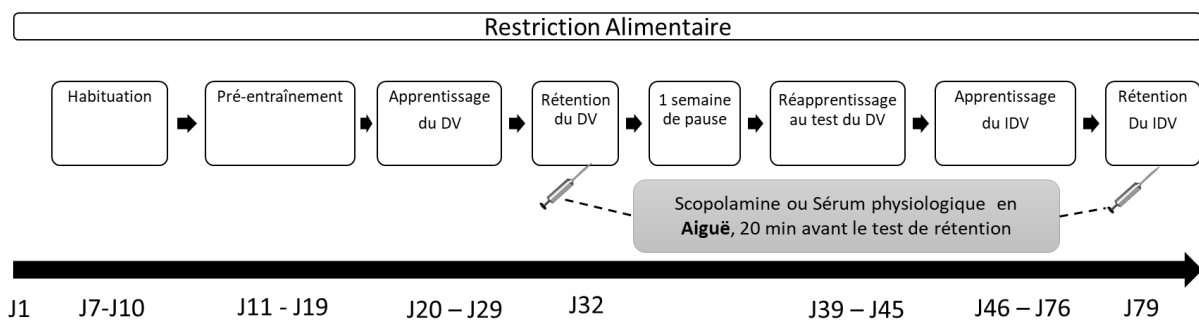 Restriction Alimentaire
Habituation
Pré-entraînement
Apprentissage
du DV
Rétention
du DV
1 semaine
de pause
Réapprentissage
au test du DV
Apprentissage
du IDV
Rétention
Du IDV
Scopolamine ou Sérum physiologique en
Aiguë, 20 min avant le test de rétention
J1
J7-J10
J11 - J19
J20 – J29
J32
J39 – J45
J46 – J76
J79